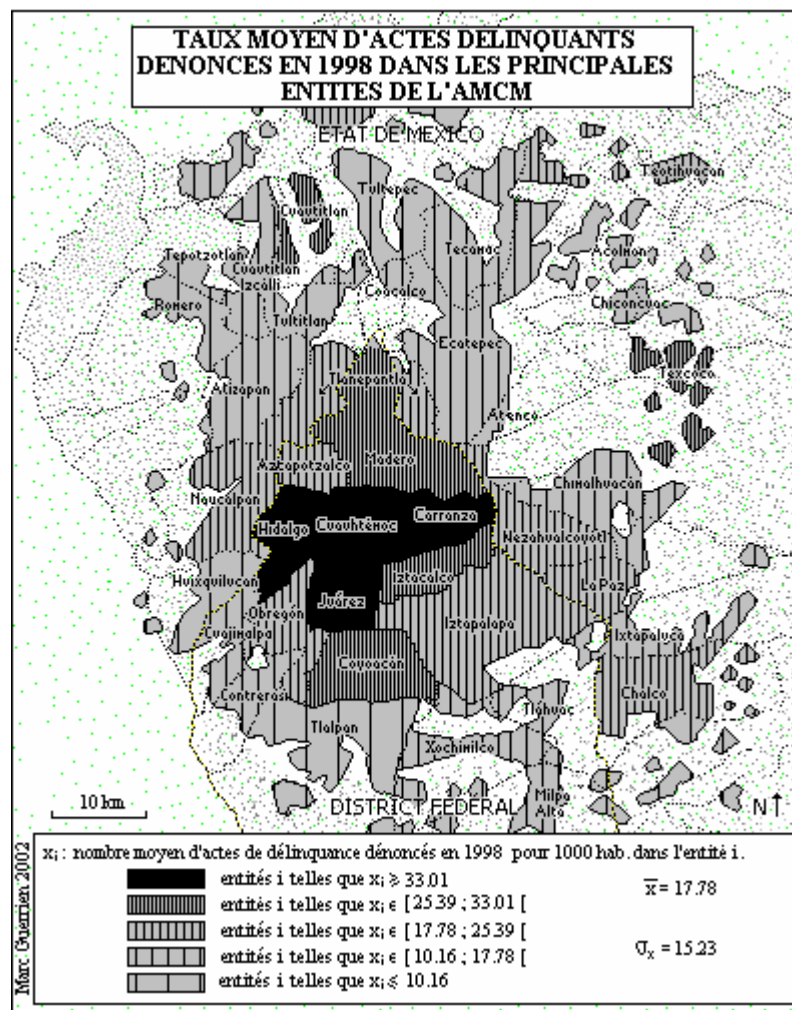 TAUX MOYEN D'ACTES DELINQUANTS
DENONCES EN 1998 DANS LES PRINCIPALES
ENTITES DE L'AMCM
ETAT DE MEXICO
Teotihuacan
Tultepec
Cuautitlan
Tecamac
Acolman
Tepotzotlan
Cuautitlan
Izcalli
Coacalco
Romero
Chiconcuac
Tultitlan
Ecatepec
Texcoco
Tlanepantla
Atizapan
Atenco
Madero
Aztapotzalco
Chimalhuacán
Naucalpan
Carranza
Hidalgo
Cuauhtémoc
Nezahualcoyotl
Iztacalco
Huixquilucan
La Paz
Juárez
Obregón
Iztapalapa
Cuajimalpa
Ixtapaluca
Coyoacán
Contreras
Chalco
Tláhuac
Tlalpan
Xochimilco
Milpa
Alta
10 km
DISTRICT FEDERAL
N↑
xi : nombre moyen d'actes de délinquance dénoncés en 1998 pour 1000 hab. dans l'entité i.
entités i telles que xi ⩾ 33.01
x̅ = 17.78
entités i telles que xi ϵ [ 25.39 ; 33.01 [
entités i telles que xi ϵ [ 17.78 ; 25.39 [
entités i telles que xi ϵ [ 10.16 ; 17.78 [
σx = 15.23
entités i telles que xi ⩽ 10.16
Marc Guerrien 2002